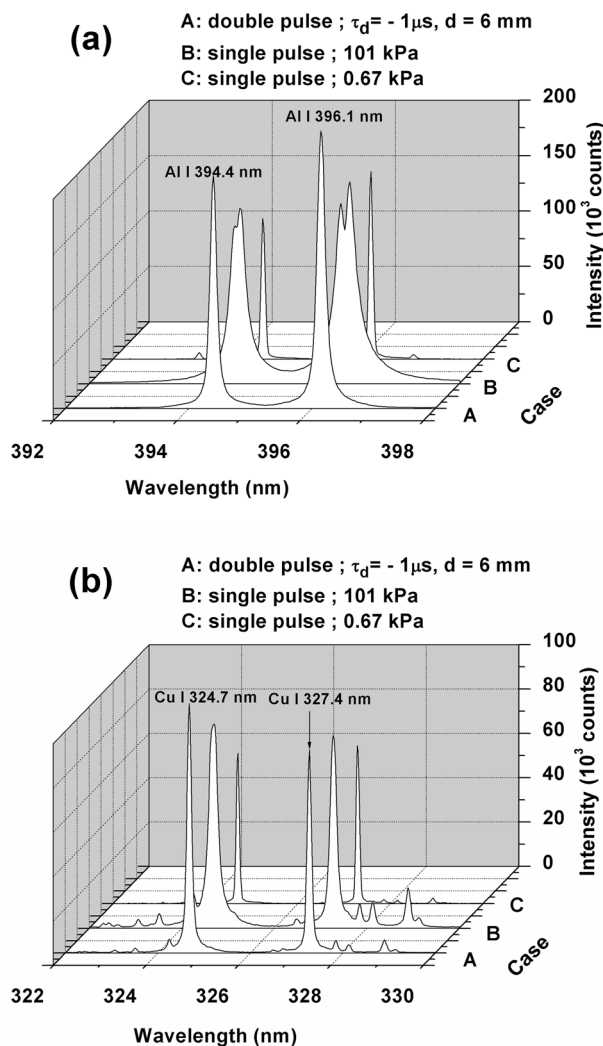 (a)
A: double pulse ; τd= - 1μs, d = 6 mm
B: single pulse ; 101 kPa
C: single pulse ; 0.67 kPa
Al I 396.1 nm
Al I 394.4 nm
200
150
100
50
0
Intensity (10³ counts)
C
B
A
Case
392 394 396 398
Wavelength (nm)
(b)
A: double pulse ; τd= - 1μs, d = 6 mm
B: single pulse ; 101 kPa
C: single pulse ; 0.67 kPa
Cu I 324.7 nm Cu I 327.4 nm
100
80
60
40
20
0
Intensity (10³ counts)
C
B
A
Case
322 324 326 328 330
Wavelength (nm)